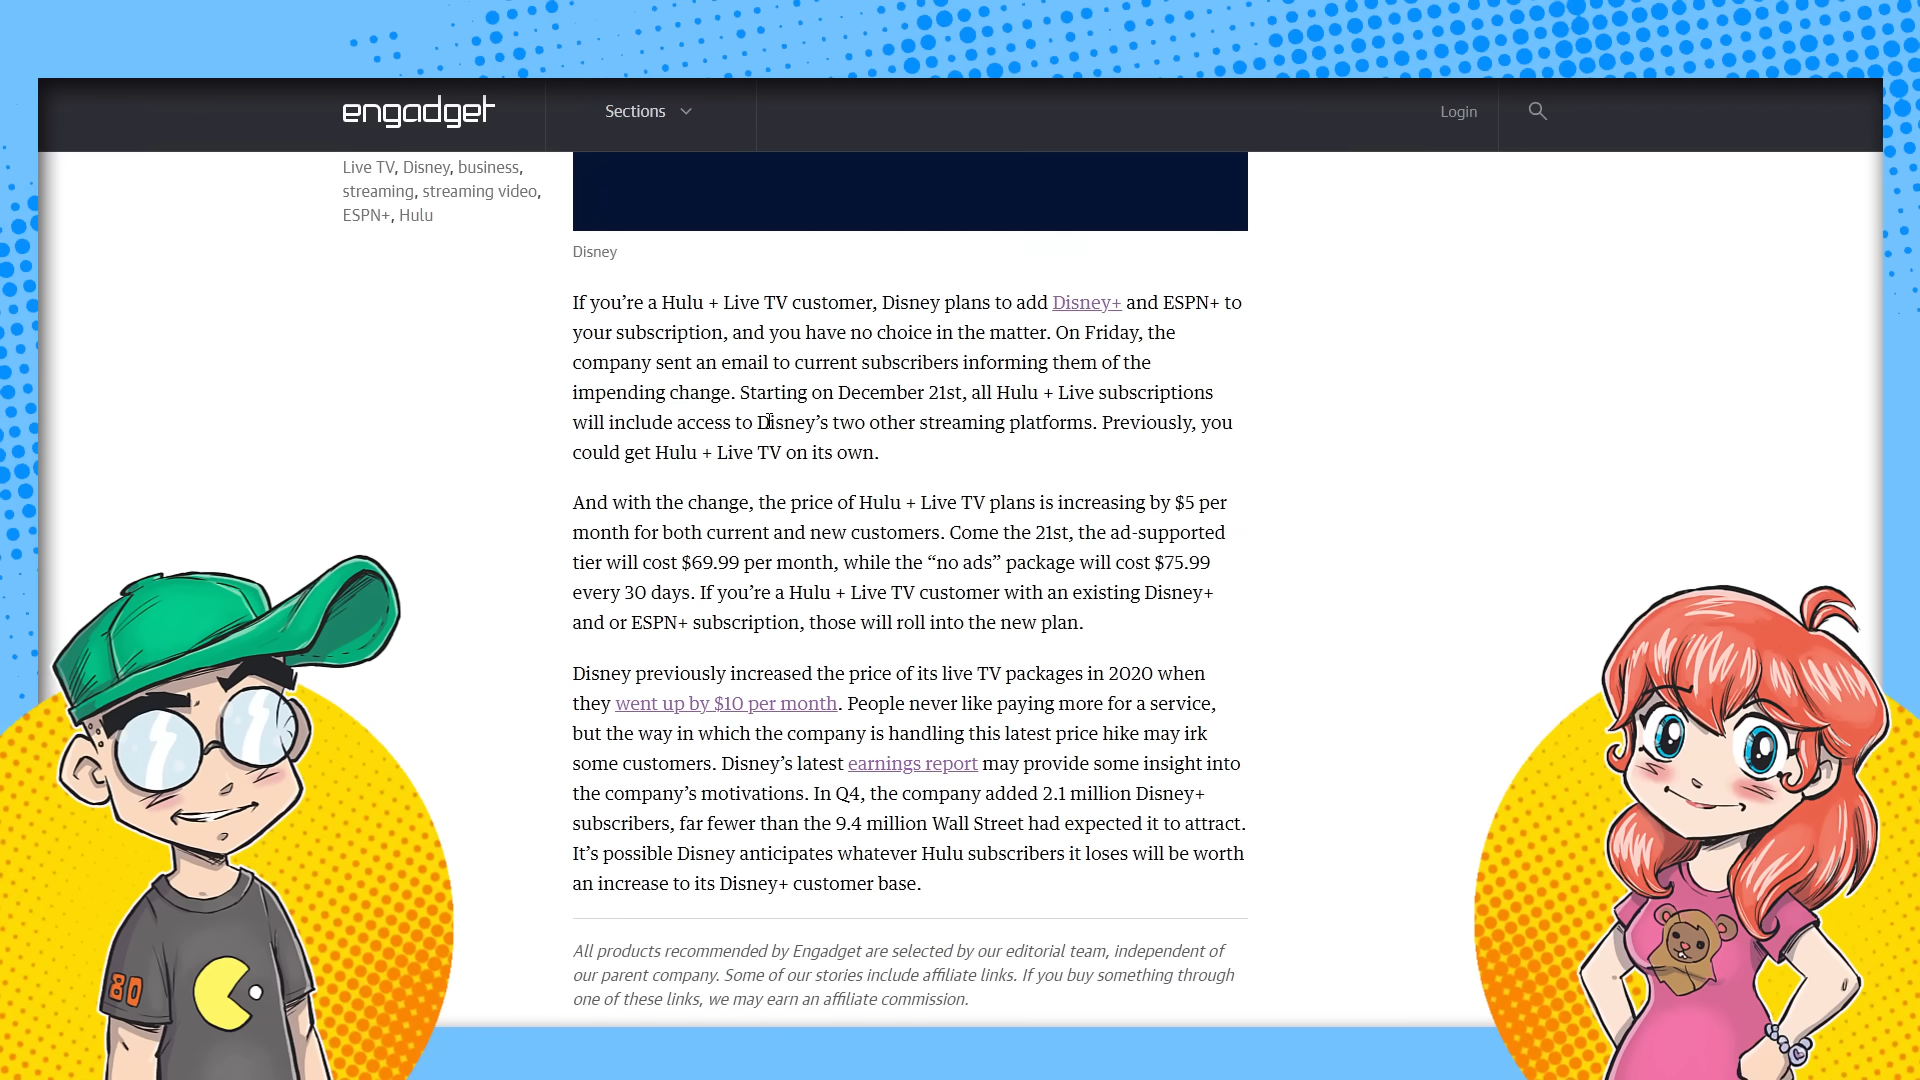 engadget
Sections
Login
Live TV, Disney, business,
streaming, streaming video,
ESPN+, Hulu
Disney
If you’re a Hulu + Live TV customer, Disney plans to add Disney+ and ESPN+ to
your subscription, and you have no choice in the matter. On Friday, the
company sent an email to current subscribers informing them of the
impending change. Starting on December 21st, all Hulu + Live subscriptions
will include access to Disney’s two other streaming platforms. Previously, you
could get Hulu + Live TV on its own.
And with the change, the price of Hulu + Live TV plans is increasing by $5 per
month for both current and new customers. Come the 21st, the ad-supported
tier will cost $69.99 per month, while the “no ads” package will cost $75.99
every 30 days. If you’re a Hulu + Live TV customer with an existing Disney+
and or ESPN+ subscription, those will roll into the new plan.
Disney previously increased the price of its live TV packages in 2020 when
they went up by $10 per month. People never like paying more for a service,
but the way in which the company is handling this latest price hike may irk
some customers. Disney’s latest earnings report may provide some insight into
the company’s motivations. In Q4, the company added 2.1 million Disney+
subscribers, far fewer than the 9.4 million Wall Street had expected it to attract.
It’s possible Disney anticipates whatever Hulu subscribers it loses will be worth
an increase to its Disney+ customer base.
All products recommended by Engadget are selected by our editorial team, independent of
our parent company. Some of our stories include affiliate links. If you buy something through
one of these links, we may earn an affiliate commission.
80